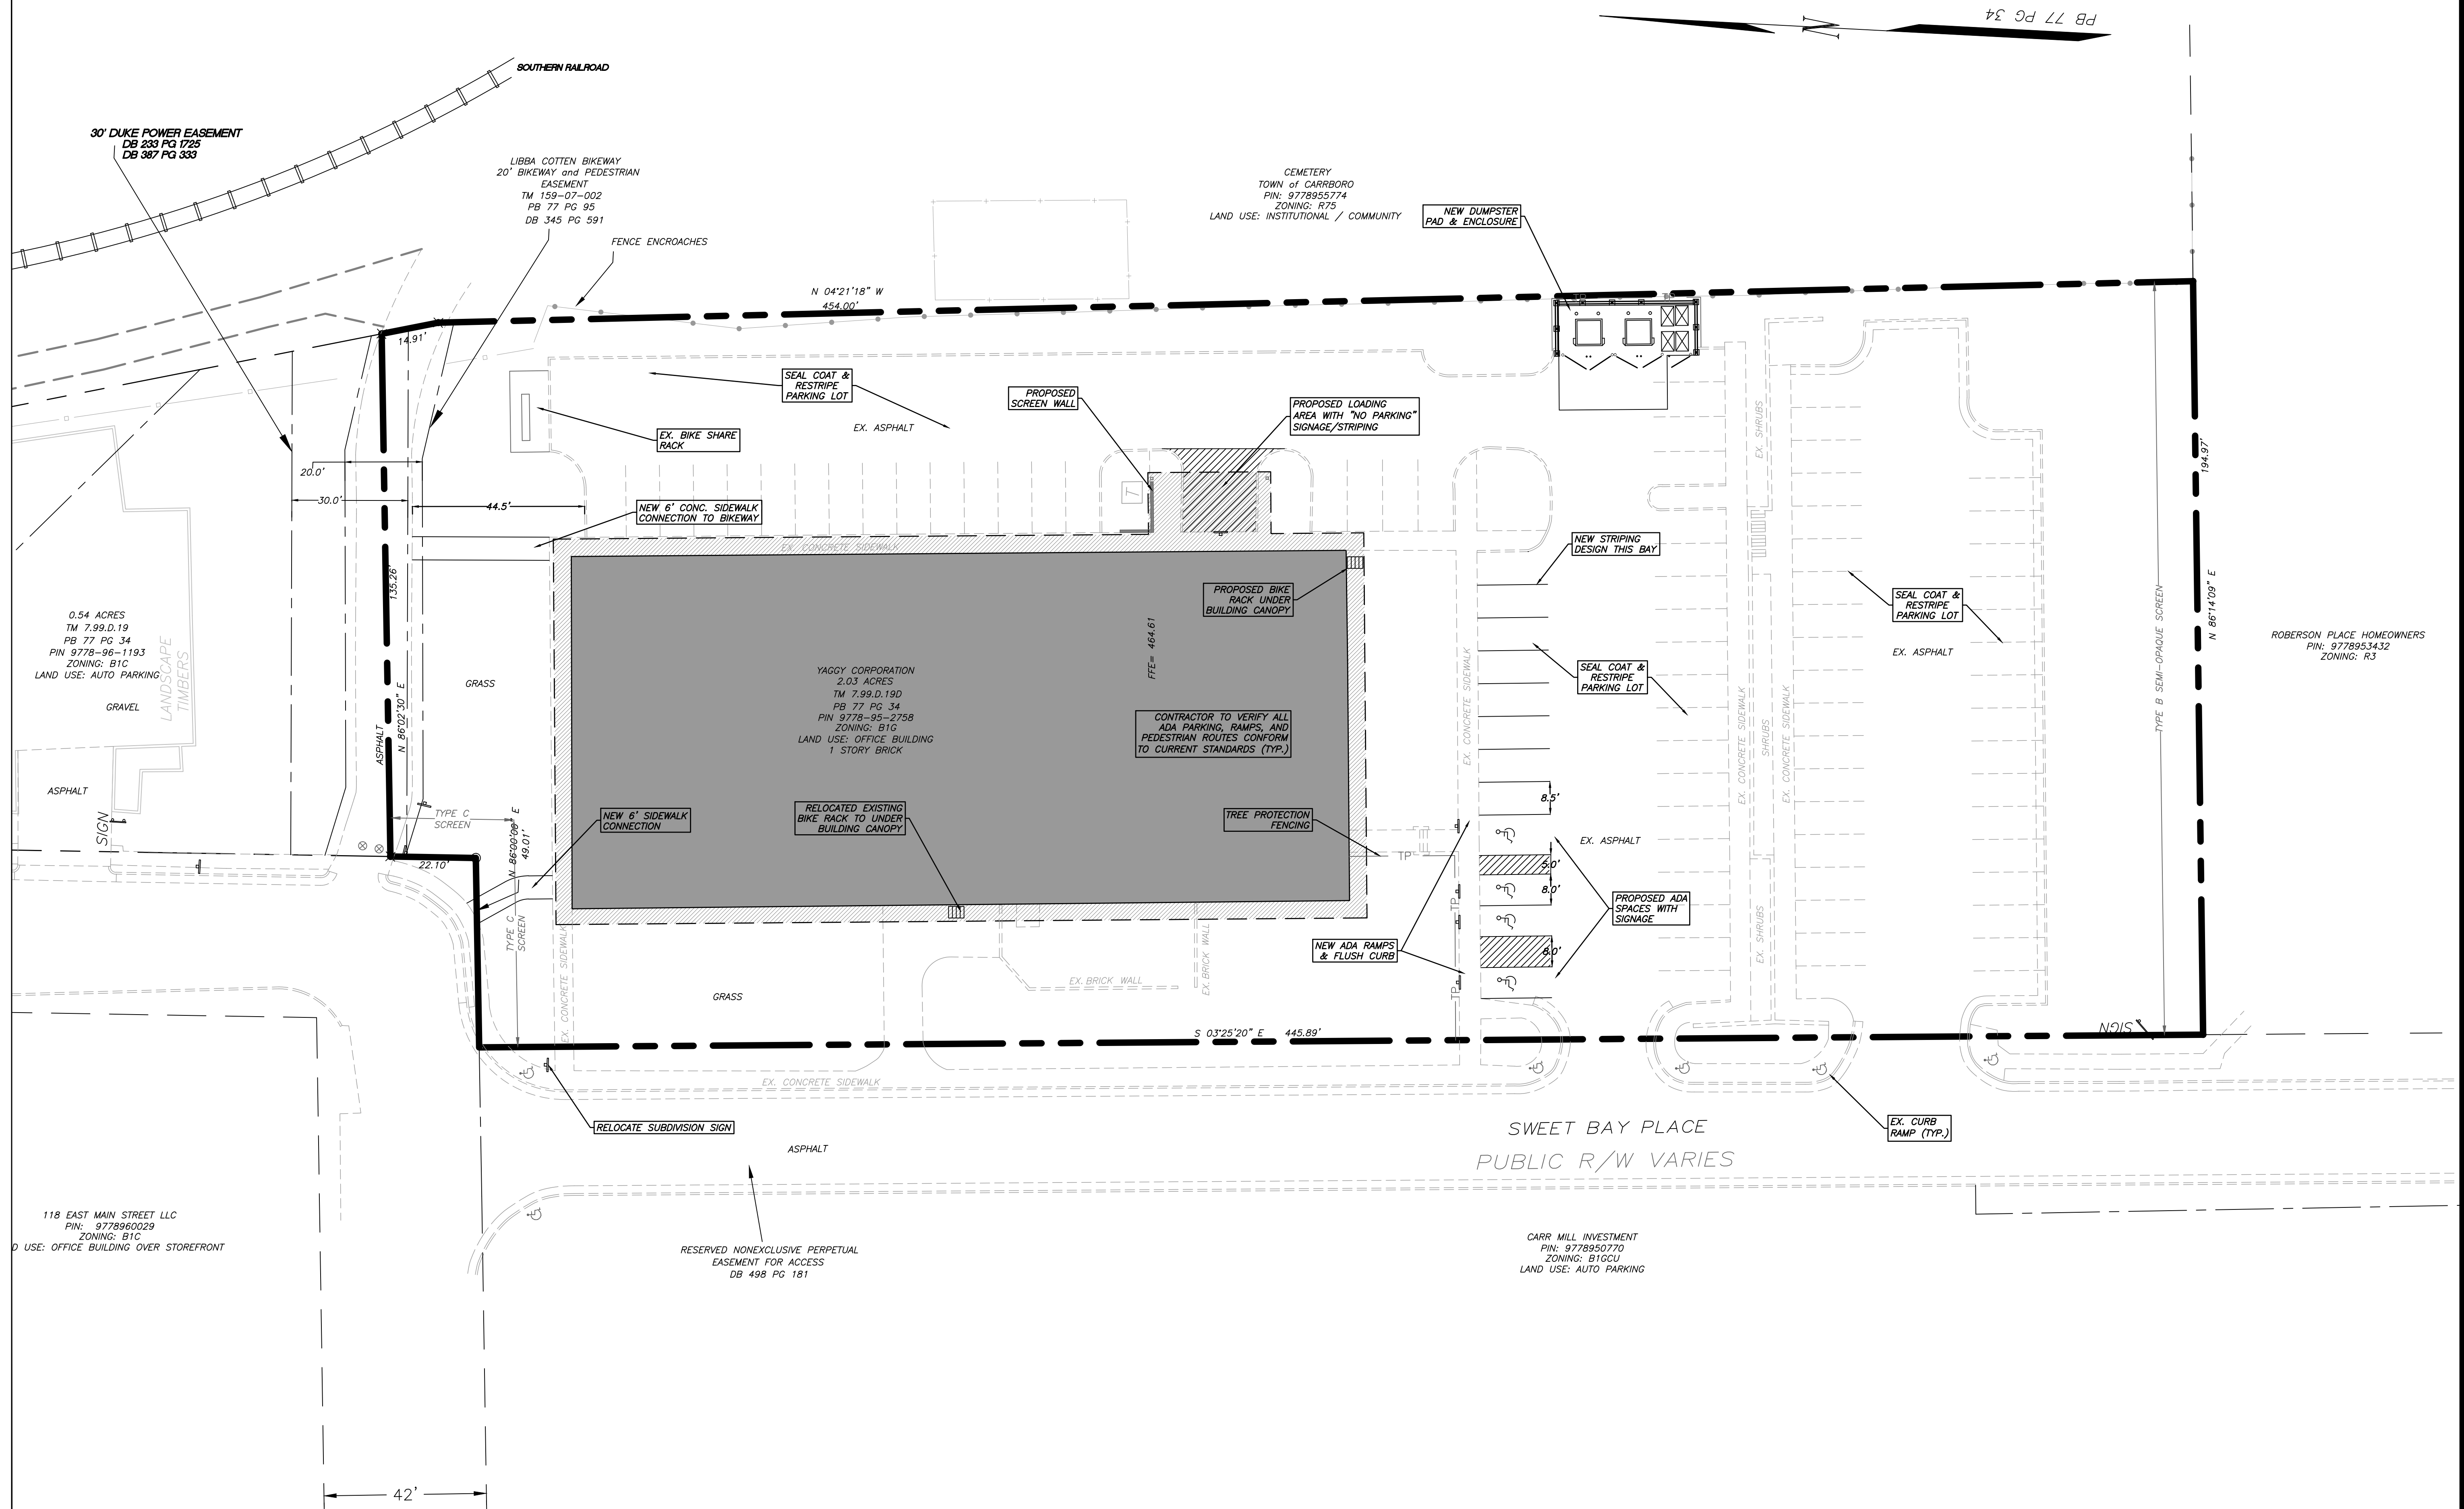 PB 77 PG 34
N
SOUTHERN RAILROAD
30' DUKE POWER EASEMENT
DB 233 PG 1725
DB 387 PG 333
LIBBA COTTEN BIKEWAY
20' BIKEWAY and PEDESTRIAN
EASEMENT
TM 159-07-002
PB 77 PG 95
DB 345 PG 591
FENCE ENCROACHES
CEMETERY
TOWN of CARRBORO
PIN: 9778955774
ZONING: R75
LAND USE: INSTITUTIONAL / COMMUNITY
NEW DUMPSTER
PAD & ENCLOSURE
N 04°21'18" W
454.00'
14.91'
TP
TP
SEAL COAT &
RESTRIPE
PARKING LOT
EX. ASPHALT
PROPOSED
SCREEN WALL
PROPOSED LOADING
AREA WITH "NO PARKING"
SIGNAGE/STRIPING
EX. BIKE SHARE
RACK
EX. SHRUBS
194.97'
20.0'
30.0'
44.5'
T
NEW 6' CONC. SIDEWALK
CONNECTION TO BIKEWAY
EX. CONCRETE SIDEWALK
NEW STRIPING
DESIGN THIS BAY
135.26'
PROPOSED BIKE
RACK UNDER
BUILDING CANOPY
SEAL COAT &
RESTRIPE
PARKING LOT
N 86°14'09" E
TYPE B SEMI-OPAQUE SCREEN
0.54 ACRES
TM 7.99.D.19
PB 77 PG 34
PIN 9778-96-1193
ZONING: B1C
LAND USE: AUTO PARKING
GRAVEL
LANDSCAPE
TIMBERS
ASPHALT
N 86°02'30" E
GRASS
YAGGY CORPORATION
2.03 ACRES
TM 7.99.D.19D
PB 77 PG 34
PIN 9778-95-2758
ZONING: B1G
LAND USE: OFFICE BUILDING
1 STORY BRICK
FFE= 464.61
CONTRACTOR TO VERIFY ALL
ADA PARKING, RAMPS, AND
PEDESTRIAN ROUTES CONFORM
TO CURRENT STANDARDS (TYP.)
EX. CONCRETE SIDEWALK
SEAL COAT &
RESTRIPE
PARKING LOT
EX. CONCRETE SIDEWALK
SHRUBS
EX. CONCRETE SIDEWALK
EX. ASPHALT
ROBERSON PLACE HOMEOWNERS
PIN: 9778953432
ZONING: R3
ASPHALT
SIGN
TYPE C
SCREEN
22.10'
N 86°00'08" E
49.01'
TYPE C
SCREEN
NEW 6' SIDEWALK
CONNECTION
RELOCATED EXISTING
BIKE RACK TO UNDER
BUILDING CANOPY
TREE PROTECTION
FENCING
TP
8.5'
EX. ASPHALT
5.0'
8.0'
8.0'
PROPOSED ADA
SPACES WITH
SIGNAGE
NEW ADA RAMPS
& FLUSH CURB
TP
TP
EX. SHRUBS
EX. CONCRETE SIDEWALK
GRASS
EX. BRICK WALL
EX. BRICK WALL
S 03°25'20" E 445.89'
SIGN
EX. CONCRETE SIDEWALK
RELOCATE SUBDIVISION SIGN
ASPHALT
SWEET BAY PLACE
PUBLIC R/W VARIES
EX. CURB
RAMP (TYP.)
118 EAST MAIN STREET LLC
PIN: 9778960029
ZONING: B1C
D USE: OFFICE BUILDING OVER STOREFRONT
RESERVED NONEXCLUSIVE PERPETUAL
EASEMENT FOR ACCESS
DB 498 PG 181
CARR MILL INVESTMENT
PIN: 9778950770
ZONING: B1GCU
LAND USE: AUTO PARKING
42'